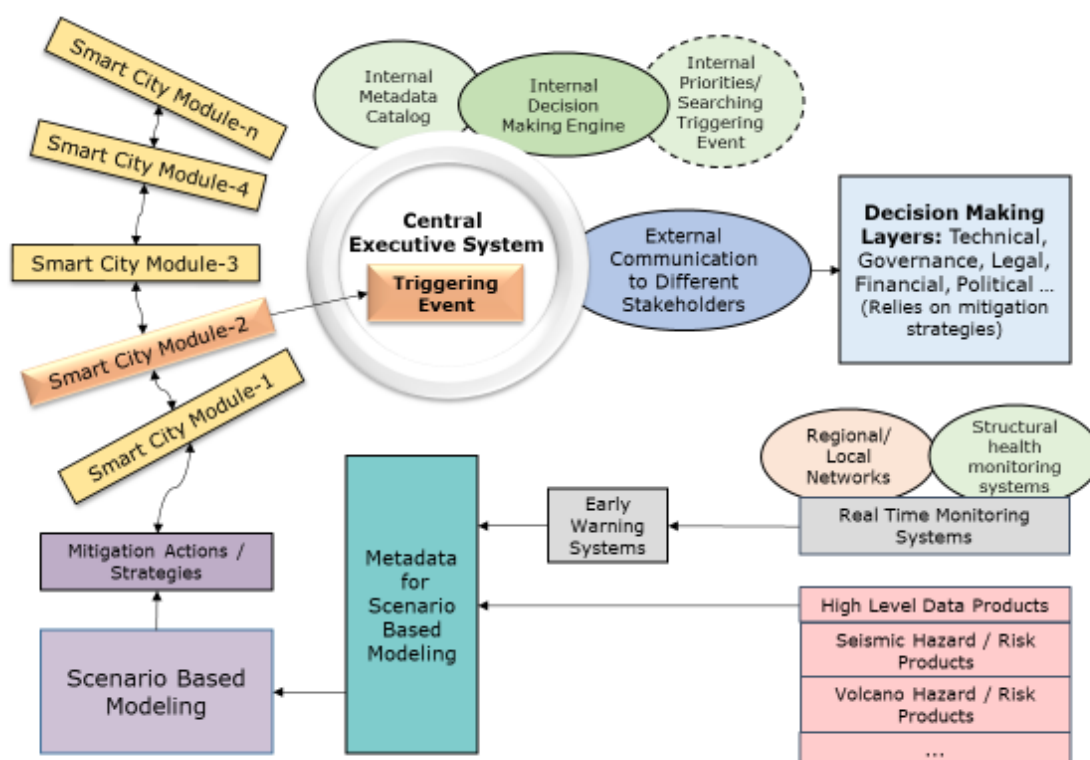 Smart City Module-n
Smart City Module-4
Smart City Module-3
Smart City Module-2
Smart City Module-1
Internal
Metadata
Catalog
Internal
Decision
Making Engine
Internal
Priorities/
Searching
Triggering
Event
Central
Executive System
Triggering
Event
External
Communication
to Different
Stakeholders
Decision Making
Layers: Technical,
Governance, Legal,
Financial, Political ...
(Relies on mitigation
strategies)
Regional/
Local
Networks
Structural
health
monitoring
systems
Real Time Monitoring
Systems
Early
Warning
Systems
High Level Data Products
Seismic Hazard / Risk
Products
Volcano Hazard / Risk
Products
...
Metadata
for
Scenario
Based
Modeling
Mitigation Actions /
Strategies
Scenario Based
Modeling